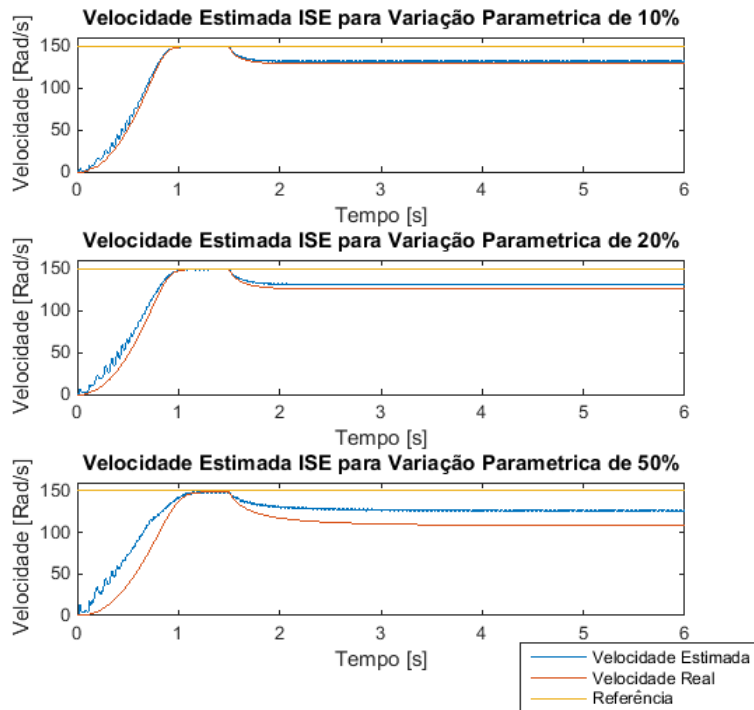 Velocidade Estimada ISE para Variação Parametrica de 10%
Velocidade [Rad/s]
150
100
50
0
0 1 2 3 4 5 6
Tempo [s]
Velocidade Estimada ISE para Variação Parametrica de 20%
Velocidade [Rad/s]
150
100
50
0
0 1 2 3 4 5 6
Tempo [s]
Velocidade Estimada ISE para Variação Parametrica de 50%
Velocidade [Rad/s]
150
100
50
0
0 1 2 3 4 5 6
Tempo [s]
Velocidade Estimada
Velocidade Real
Referência